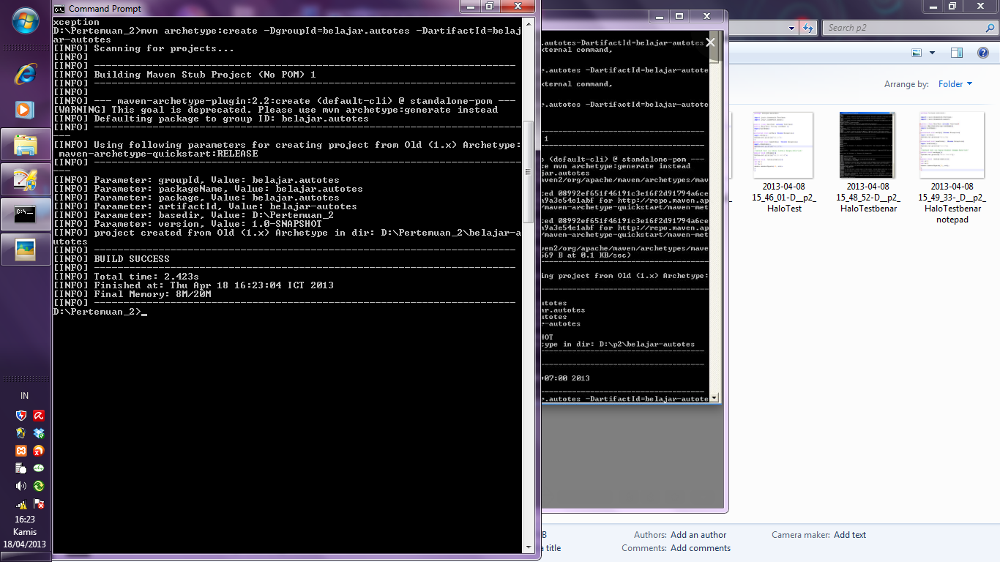 Command Prompt
xception
D:\Pertemuan_2>mvn archetype:create -DgroupId=belajar.autotes -DartifactId=belaj
ar-autotes
[INFO] Scanning for projects...
[INFO]
[INFO] ------------------------------------------------------------------------
[INFO] Building Maven Stub Project (No POM) 1
[INFO] ------------------------------------------------------------------------
[INFO]
[INFO] --- maven-archetype-plugin:2.2:create (default-cli) @ standalone-pom ---
[WARNING] This goal is deprecated. Please use mvn archetype:generate instead
[INFO] Defaulting package to group ID: belajar.autotes
[INFO] -------------------------------------------------------------------------
---
[INFO] Using following parameters for creating project from Old (1.x) Archetype:
maven-archetype-quickstart:RELEASE
[INFO] -------------------------------------------------------------------------
---
[INFO] Parameter: groupId, Value: belajar.autotes
[INFO] Parameter: packageName, Value: belajar.autotes
[INFO] Parameter: package, Value: belajar.autotes
[INFO] Parameter: artifactId, Value: belajar-autotes
[INFO] Parameter: basedir, Value: D:\Pertemuan_2
[INFO] Parameter: version, Value: 1.0-SNAPSHOT
[INFO] project created from Old (1.x) Archetype in dir: D:\Pertemuan_2\belajar-a
utotes
[INFO] ------------------------------------------------------------------------
[INFO] BUILD SUCCESS
[INFO] ------------------------------------------------------------------------
[INFO] Total time: 2.423s
[INFO] Finished at: Thu Apr 18 16:23:04 ICT 2013
[INFO] Final Memory: 8M/20M
[INFO] ------------------------------------------------------------------------
D:\Pertemuan_2>_
.autotes-DartifactId=belajar-autotes
xternal command,
r.autotes -DartifactId=belajar-autote
xternal command,
r.autotes -DartifactId=belajar-autotes
1
e (default-cli) @ standalone-pom ---
e mvn archetype:generate instead
jar.autotes
ven2/org/apache/maven/archetypes/mav
ted 08992ef651f46191c3e16f2d91794a6ce
a9a3e54e1abf for http://repo.maven.ap
/maven-archetype-quickstart/maven-met
ted 08992ef651f46191c3e16f2d91794a6ce
a9a3e54e1abf for http://repo.maven.ap
/maven-archetype-quickstart/maven-met
ven2/org/apache/maven/archetypes/mave
569 B at 0.1 KB/sec)
ing project from Old (1.x) Archetype:
utotes
ar.autotes
autotes
r-autotes
HOT
type in dir: D:\p2\belajar-autotes
+07:00 2013
r.autotes -DartifactId=belajar-autote
Search p2
Arrange by: Folder
2013-04-08
15_46_01-D__p2_
HaloTest
2013-04-08
15_48_52-D__p2_
HaloTestbenar
2013-04-08
15_49_33-_D__p2_
HaloTestbenar
notepad
B
Authors: Add an author
Camera maker: Add text
a title
Comments: Add comments
IN
16:23
Kamis
18/04/2013